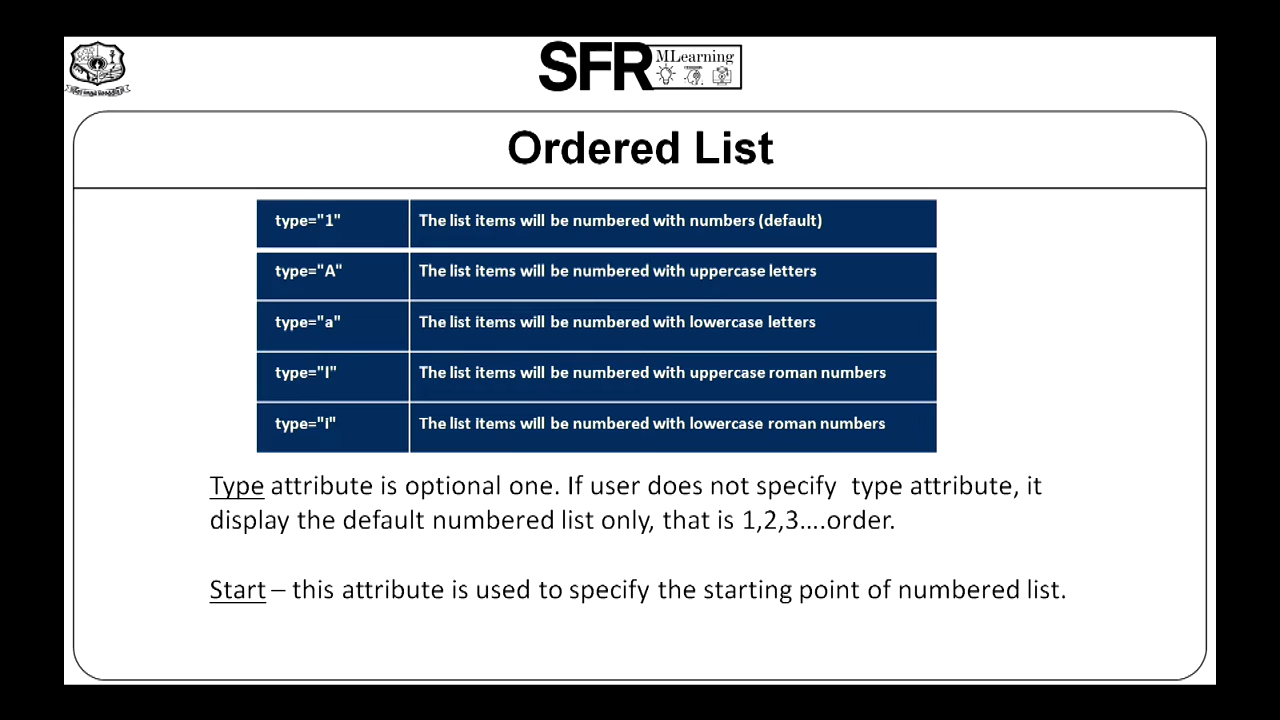 SFR MLearning
Ordered List
type="1" The list items will be numbered with numbers (default)
type="A" The list items will be numbered with uppercase letters
type="a" The list items will be numbered with lowercase letters
type="I" The list items will be numbered with uppercase roman numbers
type="I" The list items will be numbered with lowercase roman numbers
Type attribute is optional one. If user does not specify  type attribute, it
display the default numbered list only, that is 1,2,3....order.
Start – this attribute is used to specify the starting point of numbered list.